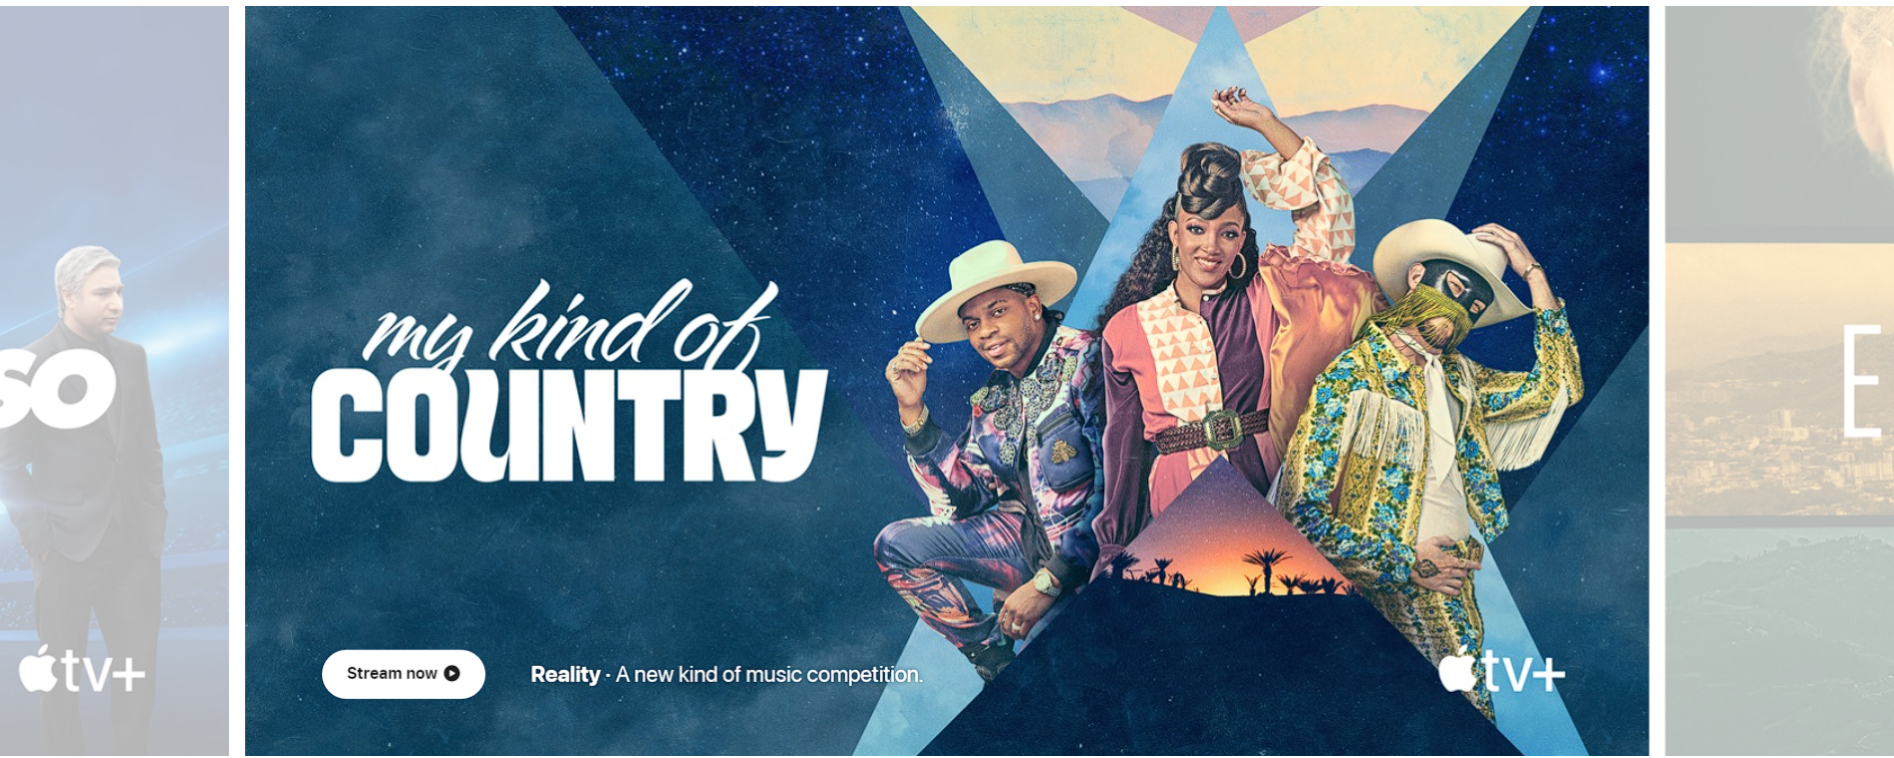 so
tv+
my kind of
COUNTRY
Stream now
Reality · A new kind of music competition.
tv+
E